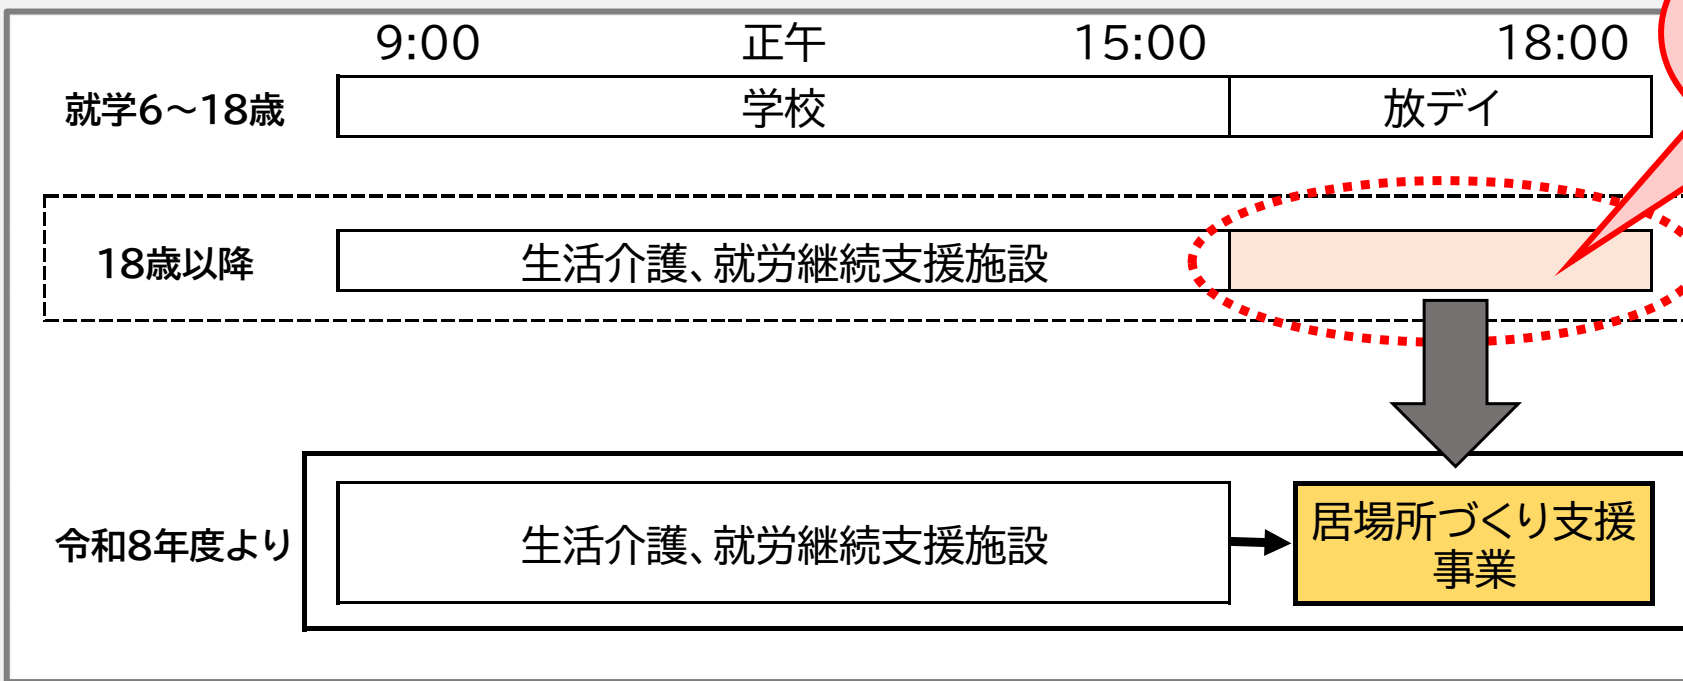 9:00 正午 15:00 18:00
就学6～18歳 学校 放デイ
18歳以降 生活介護、就労継続支援施設
令和8年度より 生活介護、就労継続支援施設 居場所づくり支援
事業